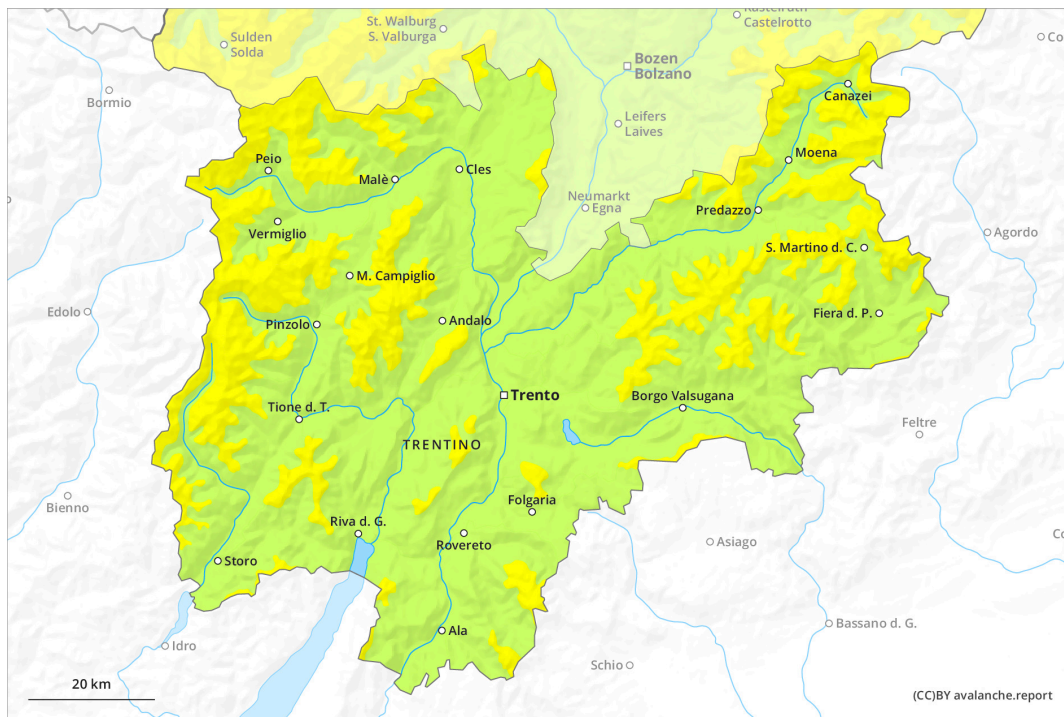 St. Walburg
S. Valburga
Kastelruth
Castelrotto
Sulden
Solda
Bozen
Bolzano
Bormio
Canazei
Leifers
Laives
Moena
Peio
Malè
Cles
Neumarkt
Egna
Predazzo
Vermiglio
Agordo
S. Martino d. C.
M. Campiglio
Edolo
Pinzolo
Andalo
Fiera d. P.
Trento
Borgo Valsugana
Tione d. T.
Feltre
TRENTINO
Bienno
Folgaria
Riva d. G.
Rovereto
Asiago
Storo
Ala
Bassano d. G.
Idro
Schio
20 km
(CC)BY avalanche.report